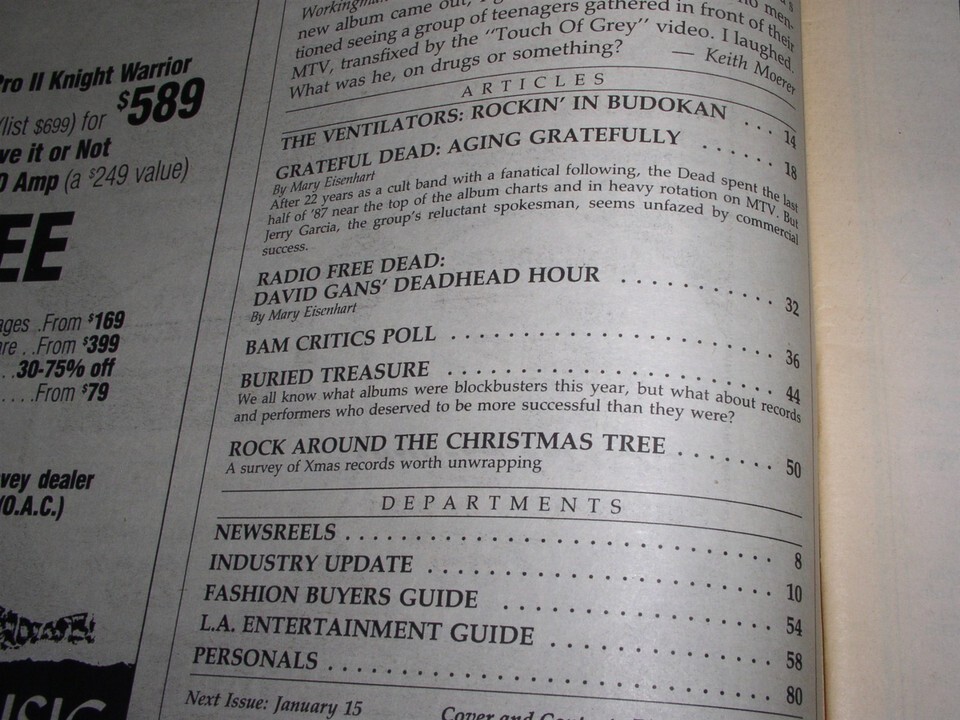 Pro II Knight Warrior
(list $699) for $589
ve it or Not
0 Amp (a $249 value)
EE
ages .From $169
re . .From $399
. . .30-75% off
. . . .From $79
vey dealer
(O.A.C.)
USIC
Workingman
new album came out,
tioned seeing a group of teenagers gathered in front of their
MTV, transfixed by the "Touch Of Grey" video. I laughed.
What was he, on drugs or something?
— Keith Moerer
ARTICLES
THE VENTILATORS: ROCKIN' IN BUDOKAN . . . 14
GRATEFUL DEAD: AGING GRATEFULLY . . . . . . 18
By Mary Eisenhart
After 22 years as a cult band with a fanatical following, the Dead spent the last
half of '87 near the top of the album charts and in heavy rotation on MTV. But
Jerry Garcia, the group's reluctant spokesman, seems unfazed by commercial
success.
RADIO FREE DEAD:
DAVID GANS' DEADHEAD HOUR . . . . . . . . . . . 32
By Mary Eisenhart
BAM CRITICS POLL . . . . . . . . . . . . . . . . . . . . . . . 36
BURIED TREASURE . . . . . . . . . . . . . . . . . . . . . . . 44
We all know what albums were blockbusters this year, but what about records
and performers who deserved to be more successful than they were?
ROCK AROUND THE CHRISTMAS TREE . . . . . . . 50
A survey of Xmas records worth unwrapping
DEPARTMENTS
NEWSREELS . . . . . . . . . . . . . . . . . . . . . . . . . . . . . 8
INDUSTRY UPDATE . . . . . . . . . . . . . . . . . . . . . . . 10
FASHION BUYERS GUIDE . . . . . . . . . . . . . . . . . . 54
L.A. ENTERTAINMENT GUIDE . . . . . . . . . . . . . . . 58
PERSONALS . . . . . . . . . . . . . . . . . . . . . . . . . . . . . 80
Next Issue: January 15
Cover and